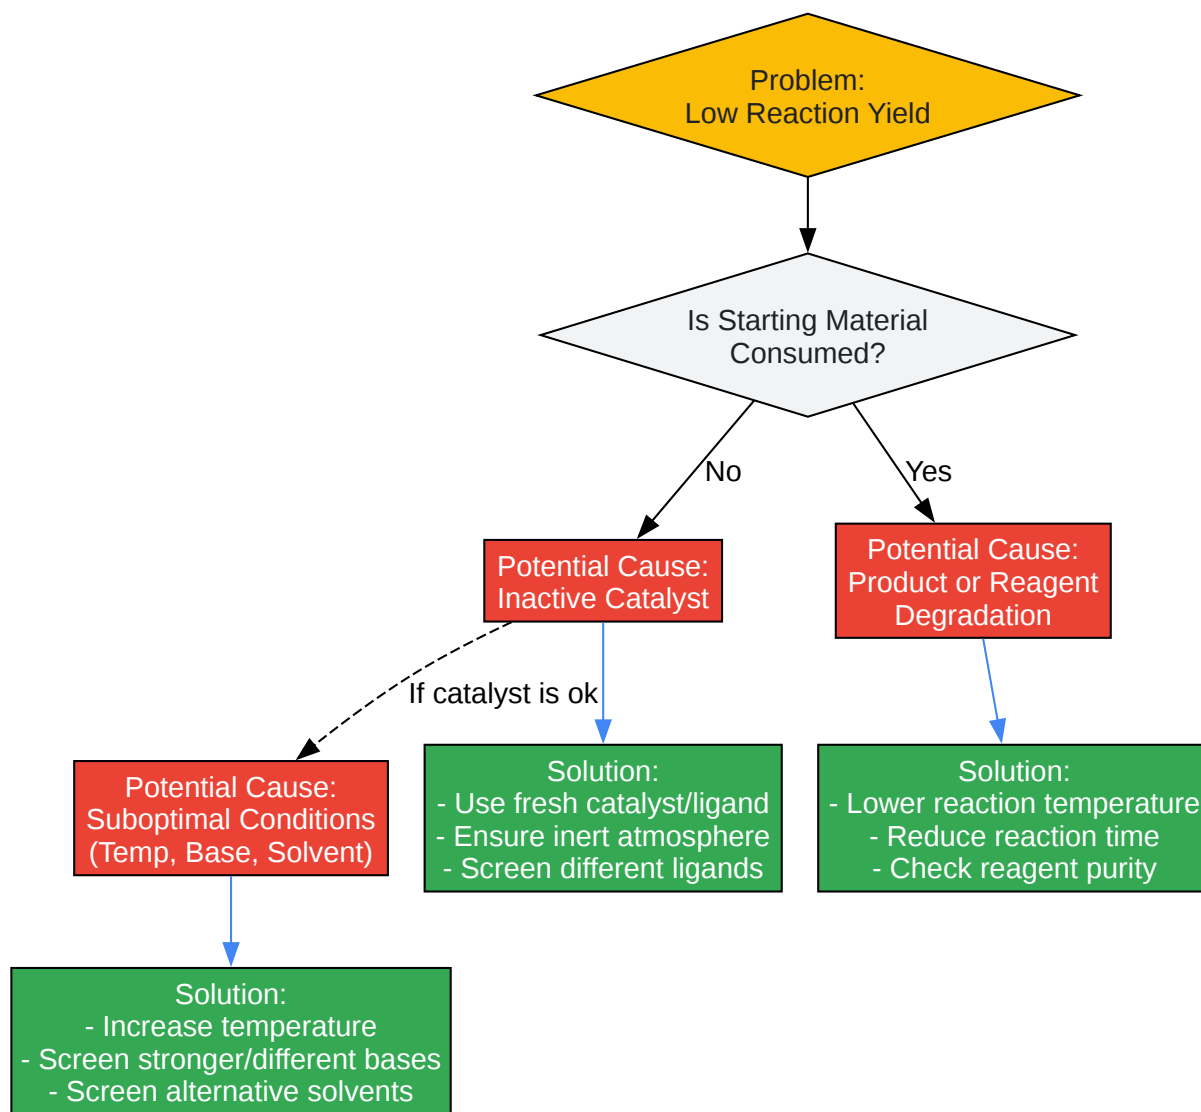 Problem:
Low Reaction Yield
Is Starting Material
Consumed?
No
Yes
Potential Cause:
Inactive Catalyst
Potential Cause:
Product or Reagent
Degradation
If catalyst is ok
Potential Cause:
Suboptimal Conditions
(Temp, Base, Solvent)
Solution:
- Use fresh catalyst/ligand
- Ensure inert atmosphere
- Screen different ligands
Solution:
- Lower reaction temperature
- Reduce reaction time
- Check reagent purity
Solution:
- Increase temperature
- Screen stronger/different bases
- Screen alternative solvents